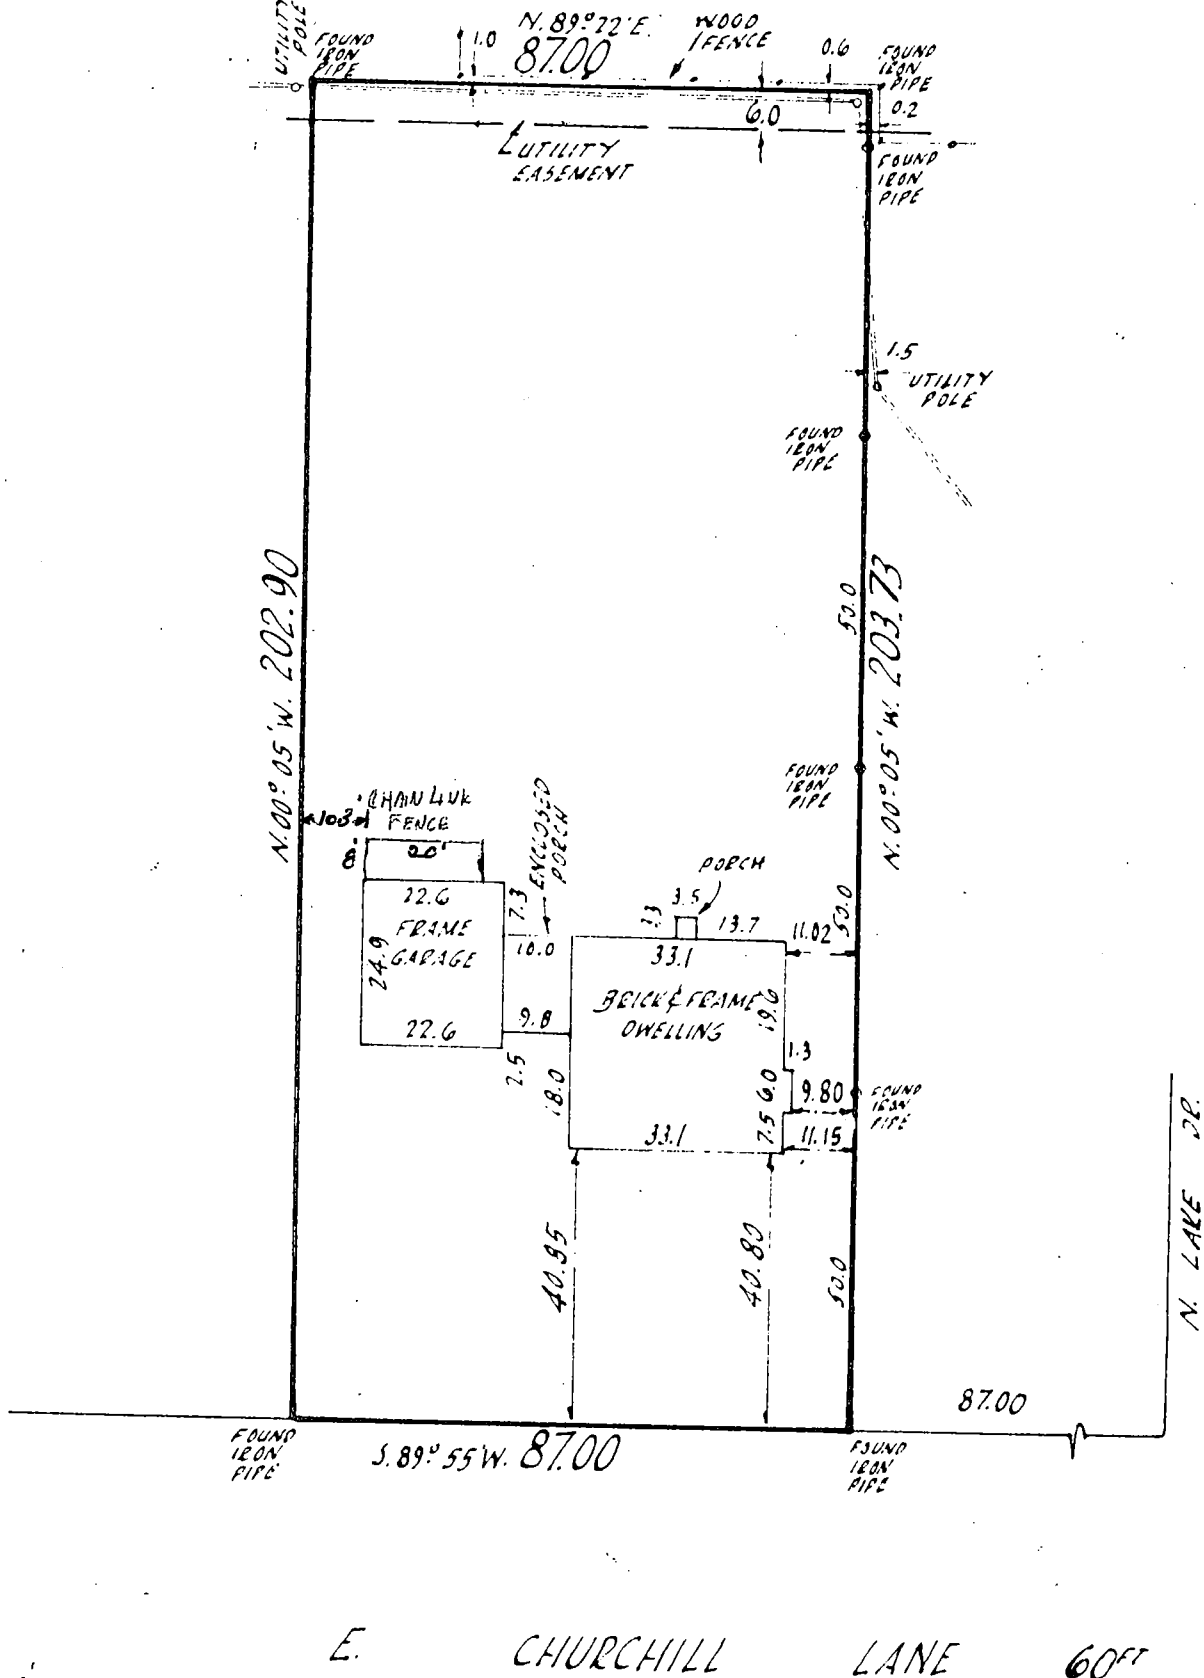 UTILITY
POLE
FOUND
IRON
PIPE
1.0
N. 89° 22' E.
87.00
WOOD
FENCE
0.6
FOUND
IRON
PIPE
0.2
6.0
UTILITY
EASEMENT
FOUND
IRON
PIPE
1.5
UTILITY
POLE
FOUND
IRON
PIPE
N. 00° 05' W. 202.90
50.0
N. 00° 05' W. 203.73
FOUND
IRON
PIPE
10.3
CHAIN LINK
FENCE
8'
20'
ENCLOSED
PORCH
PORCH
22.6
7.3
FRAME
GARAGE
24.9
10.0
3.5
13.7
11.02
50.0
33.1
BRICK & FRAME
DWELLING
19.6
22.6
9.8
2.5
18.0
1.3
6.0
9.80
FOUND
IRON
PIPE
33.1
7.5
11.15
40.95
40.80
50.0
N. LAKE DR.
87.00
FOUND
IRON
PIPE
S. 89° 55' W. 87.00
FOUND
IRON
PIPE
E. CHURCHILL LANE 60FT